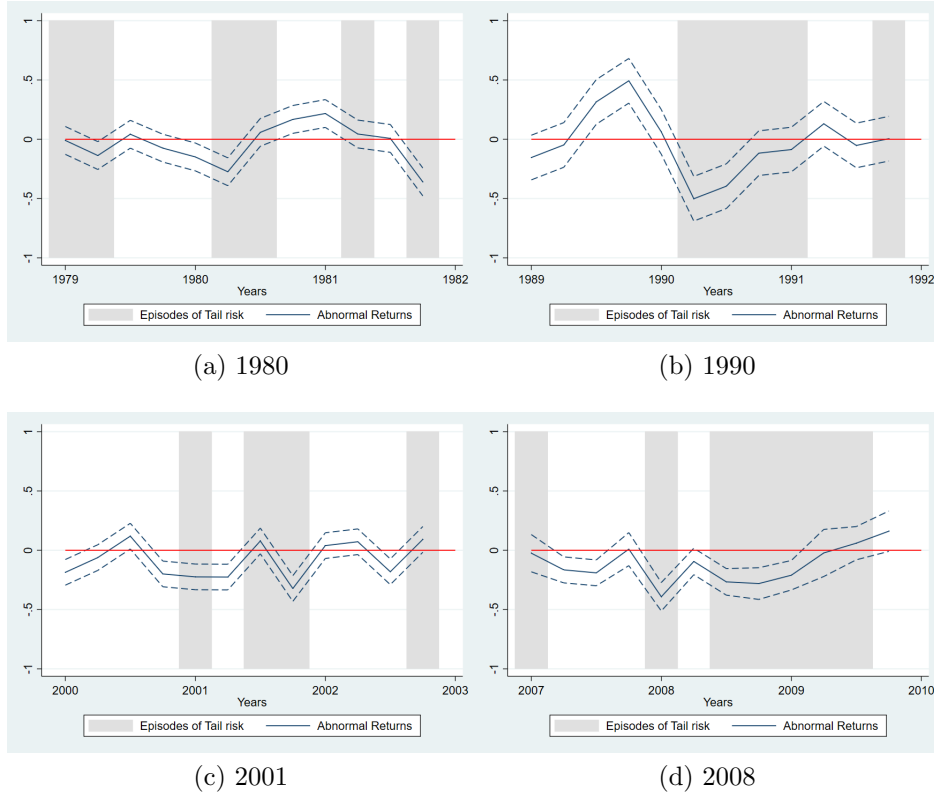 1
.5
0
-.5
-1
1979 1980 1981 1982
Years
Episodes of Tail risk Abnormal Returns
(a) 1980
1
.5
0
-.5
-1
1989 1990 1991 1992
Years
Episodes of Tail risk Abnormal Returns
(b) 1990
1
.5
0
-.5
-1
2000 2001 2002 2003
Years
Episodes of Tail risk Abnormal Returns
(c) 2001
1
.5
0
-.5
-1
2007 2008 2009 2010
Years
Episodes of Tail risk Abnormal Returns
(d) 2008